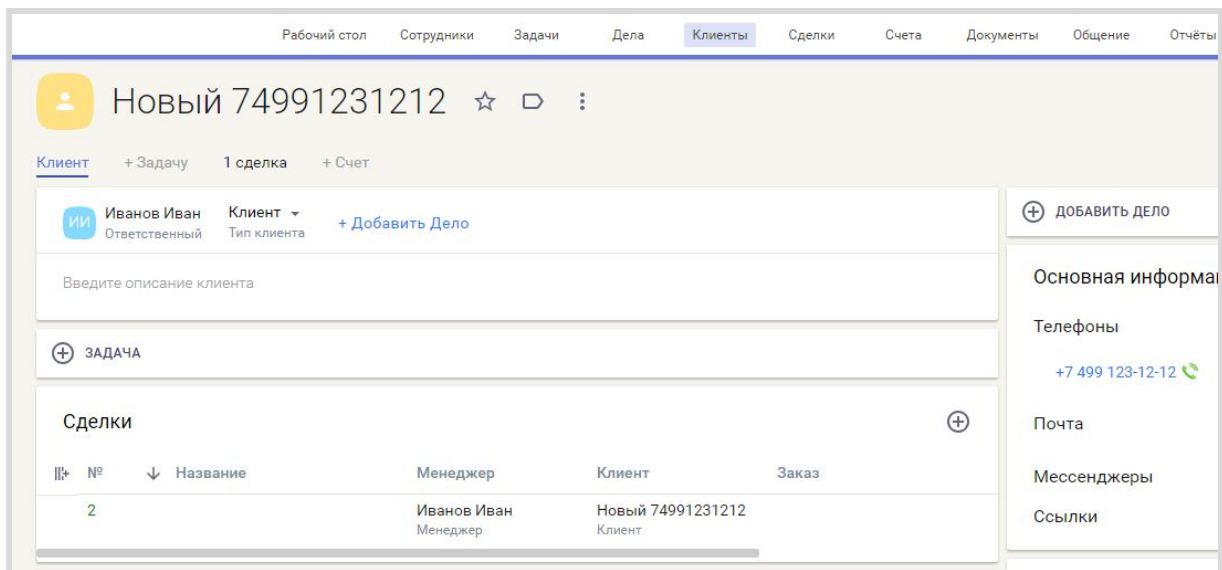 Рабочий стол Сотрудники Задачи Дела Клиенты Сделки Счета Документы Общение Отчёты
Новый 74991231212
Клиент + Задачу 1 сделка + Счет
ИИ Иванов Иван Клиент + Добавить Дело
Ответственный Тип клиента
Введите описание клиента
ЗАДАЧА
Сделки
№ Название Менеджер Клиент Заказ
2 Иванов Иван Новый 74991231212
Менеджер Клиент
ДОБАВИТЬ ДЕЛО
Основная информа
Телефоны
+7 499 123-12-12
Почта
Мессенджеры
Ссылки